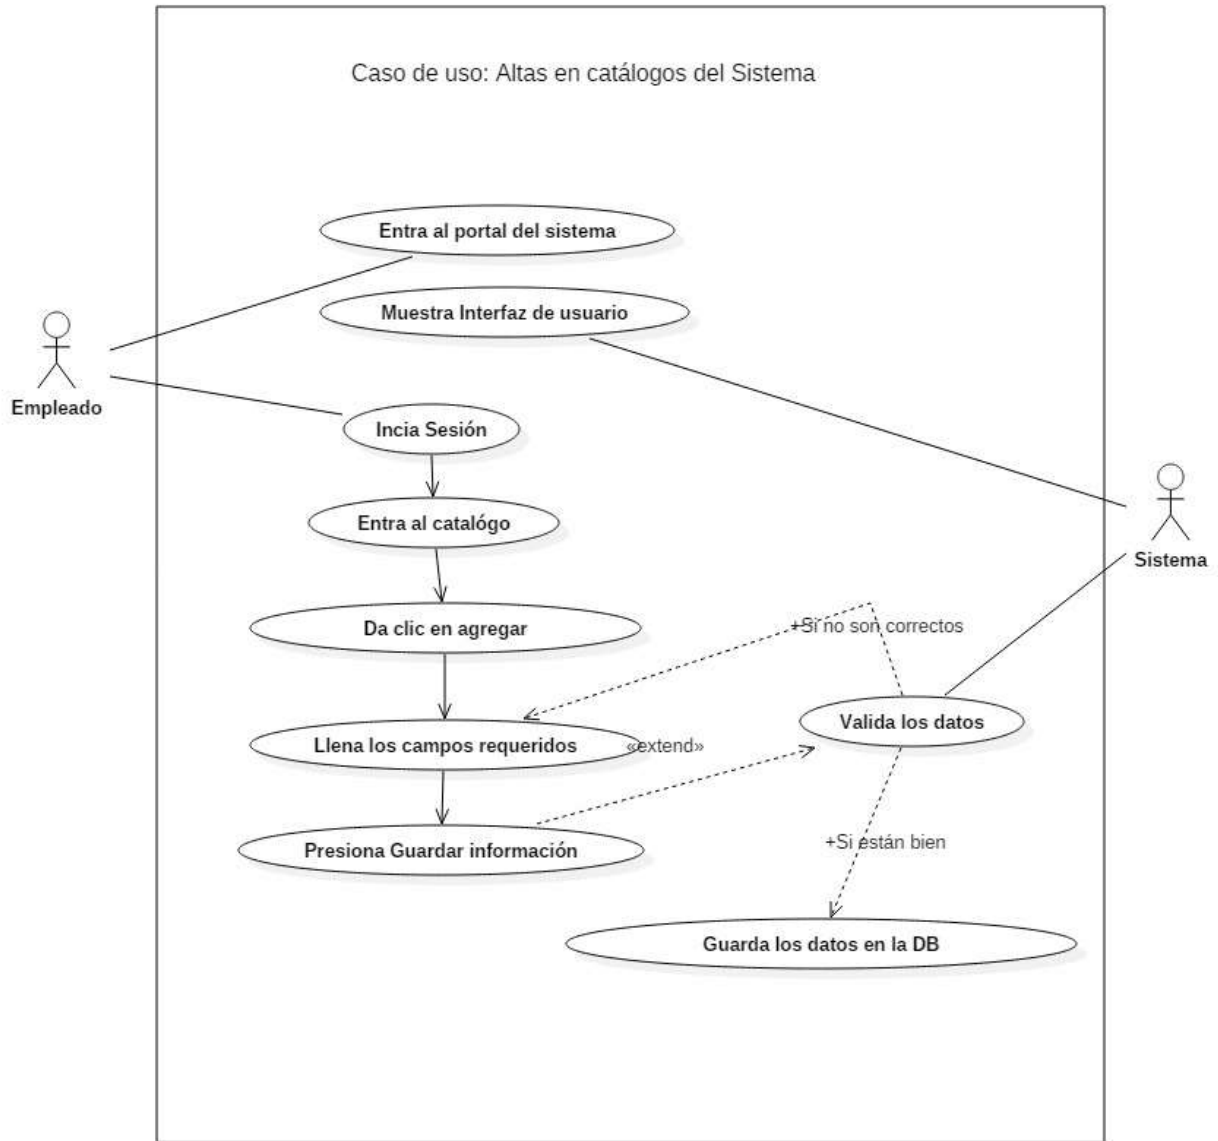 Caso de uso: Altas en catálogos del Sistema
Entra al portal del sistema
Muestra Interfaz de usuario
Empleado
Incia Sesión
Entra al catalógo
Sistema
Da clic en agregar
+Si no son correctos
Valida los datos
Llena los campos requeridos
«extend»
+Si están bien
Presiona Guardar información
Guarda los datos en la DB